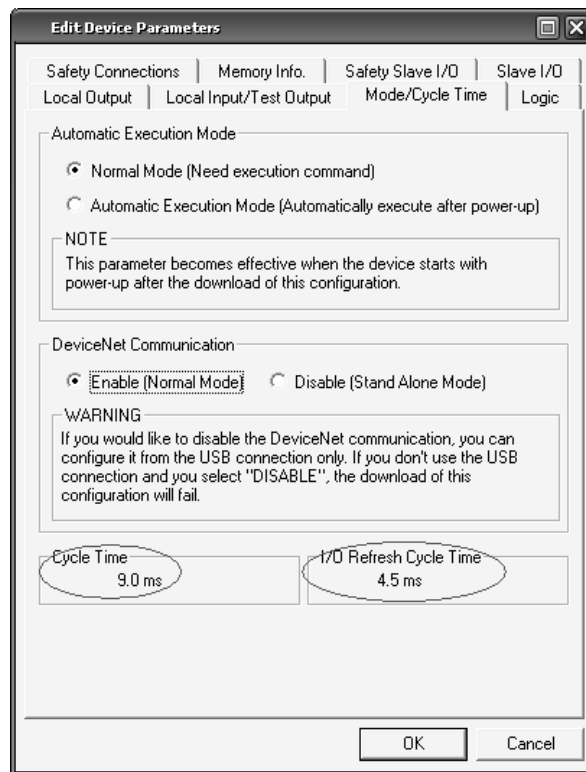 Edit Device Parameters
Safety Connections
Memory Info.
Safety Slave I/O
Slave I/O
Local Output
Local Input/Test Output
Mode/Cycle Time
Logic
Automatic Execution Mode
Normal Mode (Need execution command)
Automatic Execution Mode (Automatically execute after power-up)
NOTE
This parameter becomes effective when the device starts with
power-up after the download of this configuration.
DeviceNet Communication
Enable (Normal Mode)
Disable (Stand Alone Mode)
WARNING
If you would like to disable the DeviceNet communication, you can
configure it from the USB connection only. If you don't use the USB
connection and you select "DISABLE", the download of this
configuration will fail.
Cycle Time
9.0 ms
I/O Refresh Cycle Time
4.5 ms
OK
Cancel